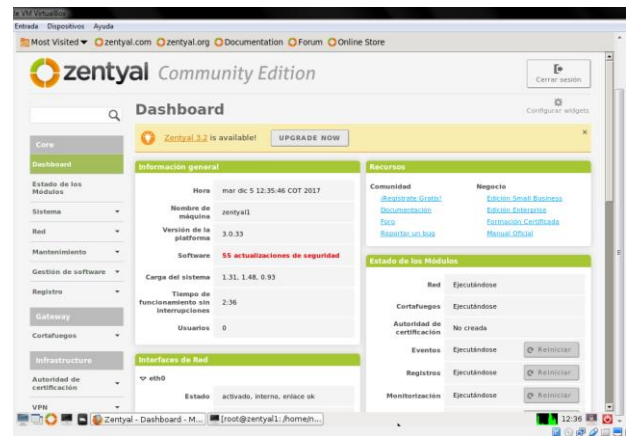 VM VirtualBox
Entrada Dispositivos Ayuda
Most Visited zentyal.com zentyal.org Documentation Forum Online Store
zentyal Community Edition
Cerrar sesión
Dashboard
Configurar widgets
Zentyal 3.2 is available! UPGRADE NOW
Core
Dashboard
Estado de los
Módulos
Sistema
Red
Mantenimiento
Gestión de software
Registro
Gateway
Cortafuegos
Infrastructure
Autoridad de
certificación
VPN
Información general
Hora mar dic 5 12:35:46 COT 2017
Nombre de
máquina zentyal1
Versión de la
plataforma 3.0.33
Software 55 actualizaciones de seguridad
Carga del sistema 1.31, 1.48, 0.93
Tiempo de
funcionamiento sin
interrupciones 2:36
Usuarios 0
Interfaces de Red
eth0
Estado activado, interno, enlace ok
Recursos
Comunidad Negocio
¡Regístrate Gratis! Edición Small Business
Documentación Edición Enterprise
Foro Formación Certificada
Reportar un bug Manual Oficial
Estado de los Módulos
Red Ejecutándose
Cortafuegos Ejecutándose
Autoridad de
certificación No creada
Eventos Ejecutándose Reiniciar
Registros Ejecutándose Reiniciar
Monitorización Ejecutándose Reiniciar
Zentyal - Dashboard - M... [root@zentyal1: /home/n... 12:36